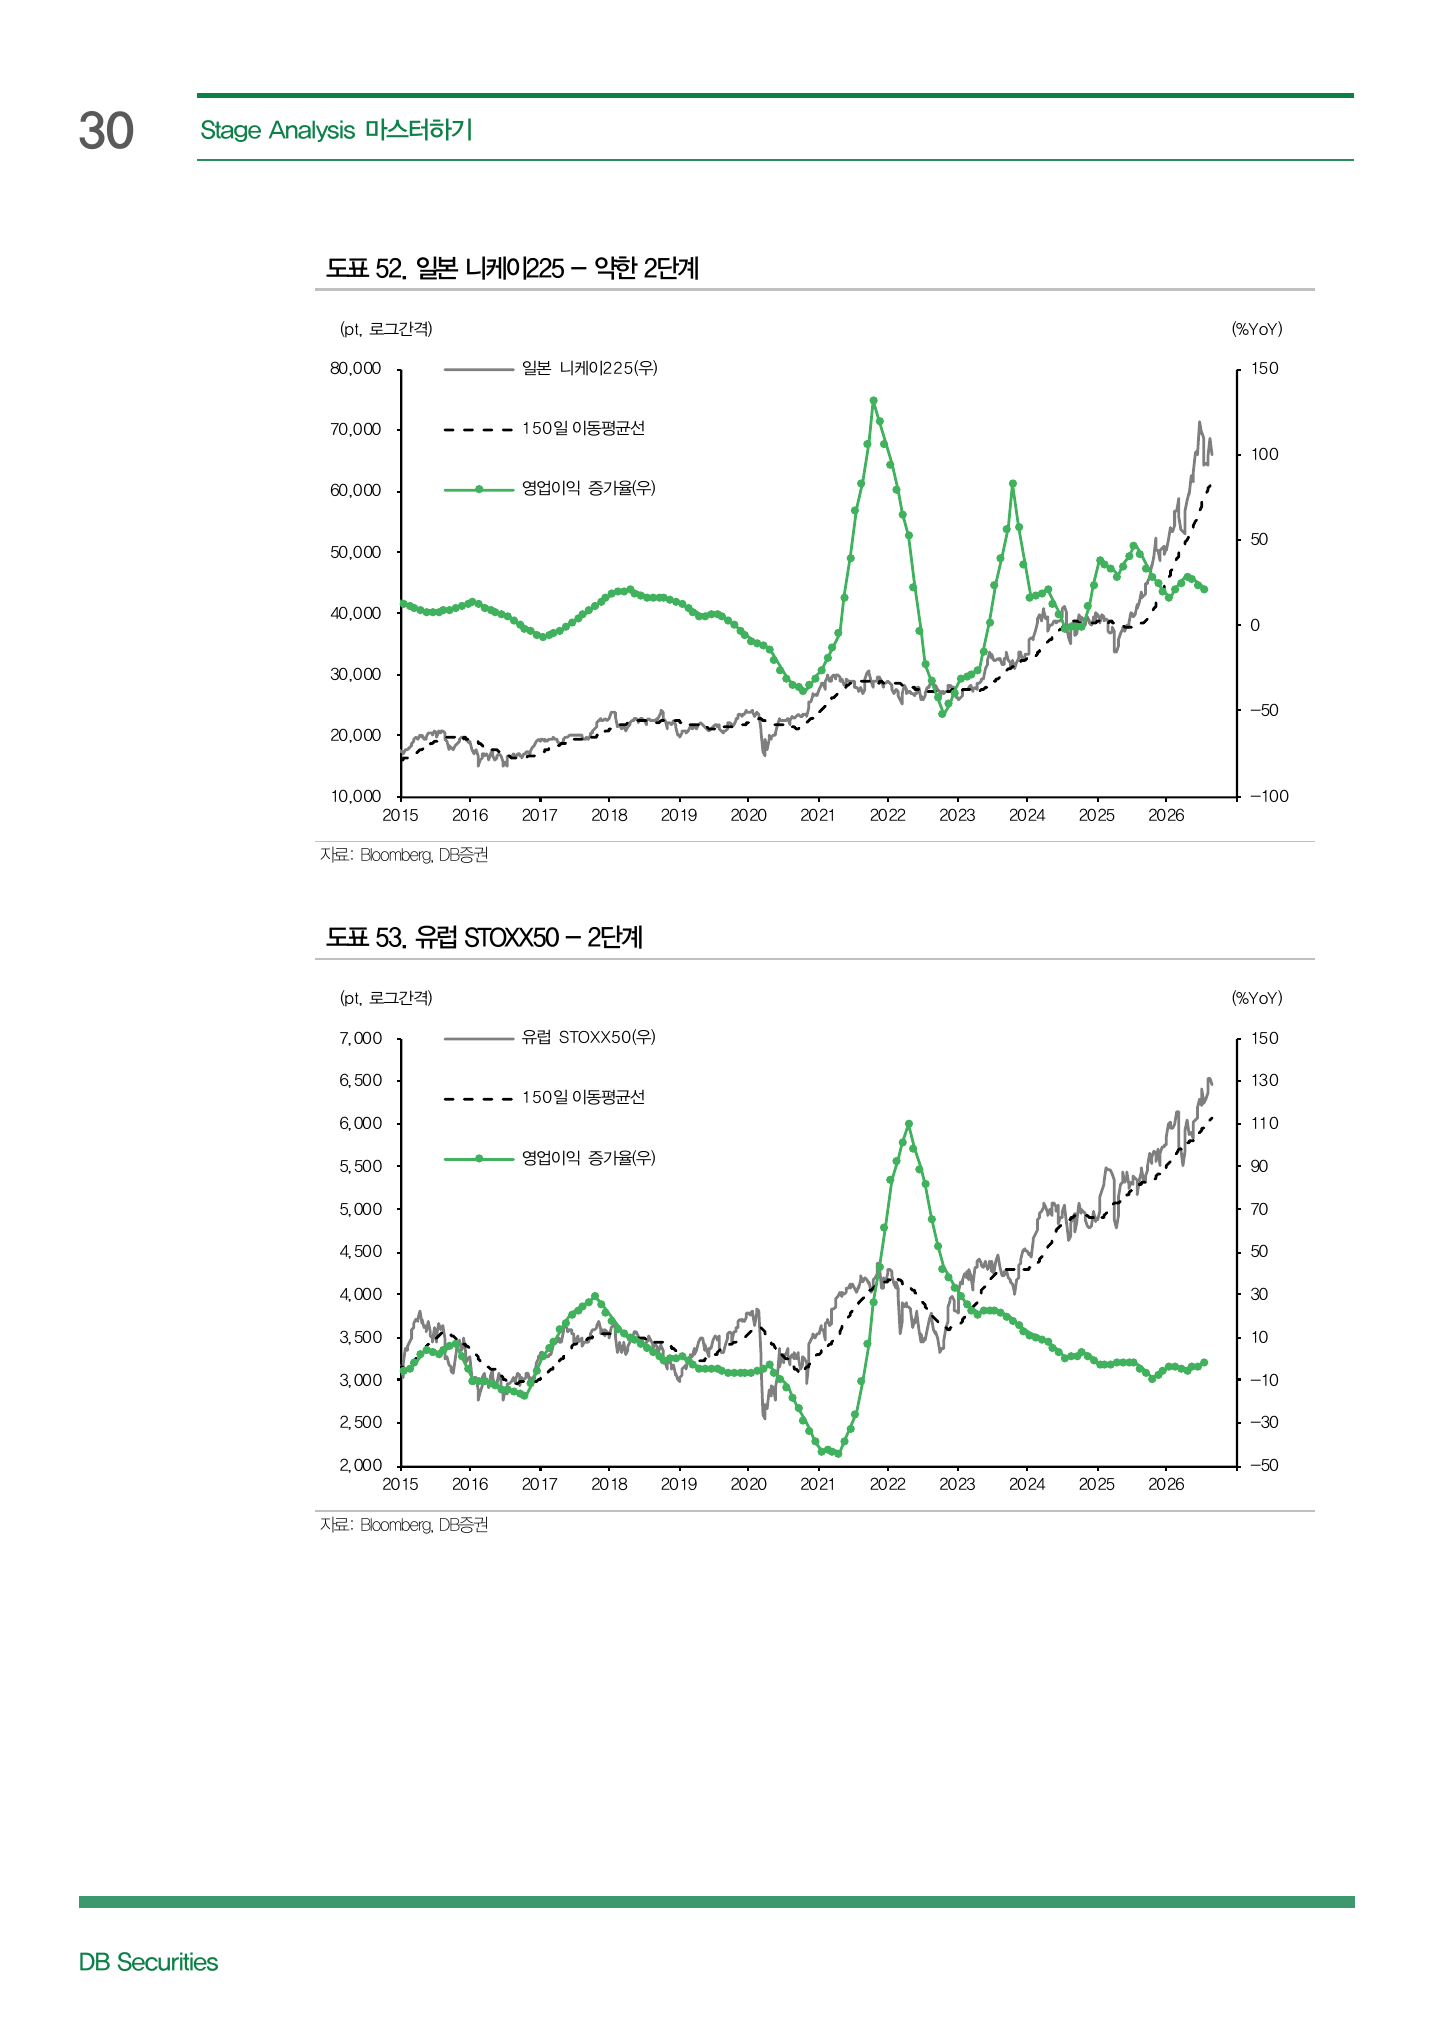 30
Stage Analysis 마스터하기
도표 52. 일본 니케이225 – 약한 2단계
(pt, 로그간격)
(%YoY)
일본 니케이225(우)
150일 이동평균선
영업이익 증가율(우)
80,000
70,000
60,000
50,000
40,000
30,000
20,000
10,000
150
100
50
0
−50
−100
2015 2016 2017 2018 2019 2020 2021 2022 2023 2024 2025 2026
자료: Bloomberg, DB증권
도표 53. 유럽 STOXX50 – 2단계
(pt, 로그간격)
(%YoY)
유럽 STOXX50(우)
150일 이동평균선
영업이익 증가율(우)
7,000
6,500
6,000
5,500
5,000
4,500
4,000
3,500
3,000
2,500
2,000
150
130
110
90
70
50
30
10
−10
−30
−50
2015 2016 2017 2018 2019 2020 2021 2022 2023 2024 2025 2026
자료: Bloomberg, DB증권
DB Securities